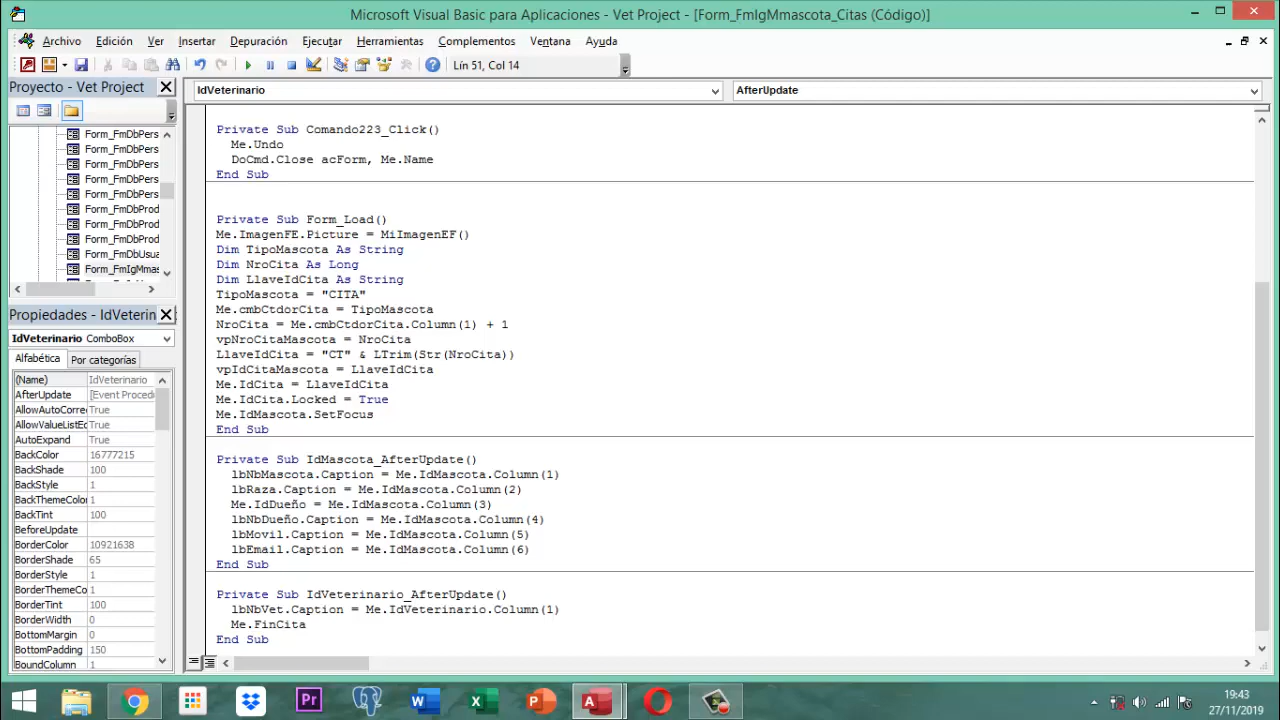 Microsoft Visual Basic para Aplicaciones - Vet Project - [Form_FmIgMmascota_Citas (Código)]
Archivo Edición Ver Insertar Formato Depuración Ejecutar Herramientas Complementos Ventana Ayuda
Lín 51, Col 14
Proyecto - Vet Project
Form_FmDbPers
Form_FmDbPers
Form_FmDbPers
Form_FmDbPers
Form_FmDbPers
Form_FmDbProd
Form_FmDbProd
Form_FmDbProd
Form_FmDbUsua
Form_FmIgMmas
Propiedades - IdVeterin
IdVeterinario ComboBox
Alfabética Por categorías
(Name) IdVeterinario
AfterUpdate [Event Procedi
AllowAutoCorre True
AllowValueListEc True
AutoExpand True
BackColor 16777215
BackShade 100
BackStyle 1
BackThemeColor 1
BackTint 100
BeforeUpdate
BorderColor 10921638
BorderShade 65
BorderStyle 1
BorderThemeCo 1
BorderTint 100
BorderWidth 0
BottomMargin 0
BottomPadding 150
BoundColumn 1
IdVeterinario
AfterUpdate
Private Sub Comando223_Click()
Me.Undo
DoCmd.Close acForm, Me.Name
End Sub
Private Sub Form_Load()
Me.ImagenFE.Picture = MiImagenEF()
Dim TipoMascota As String
Dim NroCita As Long
Dim LlaveIdCita As String
TipoMascota = "CITA"
Me.cmbCtdorCita = TipoMascota
NroCita = Me.cmbCtdorCita.Column(1) + 1
vpNroCitaMascota = NroCita
LlaveIdCita = "CT" & LTrim(Str(NroCita))
vpIdCitaMascota = LlaveIdCita
Me.IdCita = LlaveIdCita
Me.IdCita.Locked = True
Me.IdMascota.SetFocus
End Sub
Private Sub IdMascota_AfterUpdate()
lbNbMascota.Caption = Me.IdMascota.Column(1)
lbRaza.Caption = Me.IdMascota.Column(2)
Me.IdDueño = Me.IdMascota.Column(3)
lbNbDueño.Caption = Me.IdMascota.Column(4)
lbMovil.Caption = Me.IdMascota.Column(5)
lbEmail.Caption = Me.IdMascota.Column(6)
End Sub
Private Sub IdVeterinario_AfterUpdate()
lbNbVet.Caption = Me.IdVeterinario.Column(1)
Me.FinCita
End Sub
Pr
W
X
P
A
19:43
27/11/2019